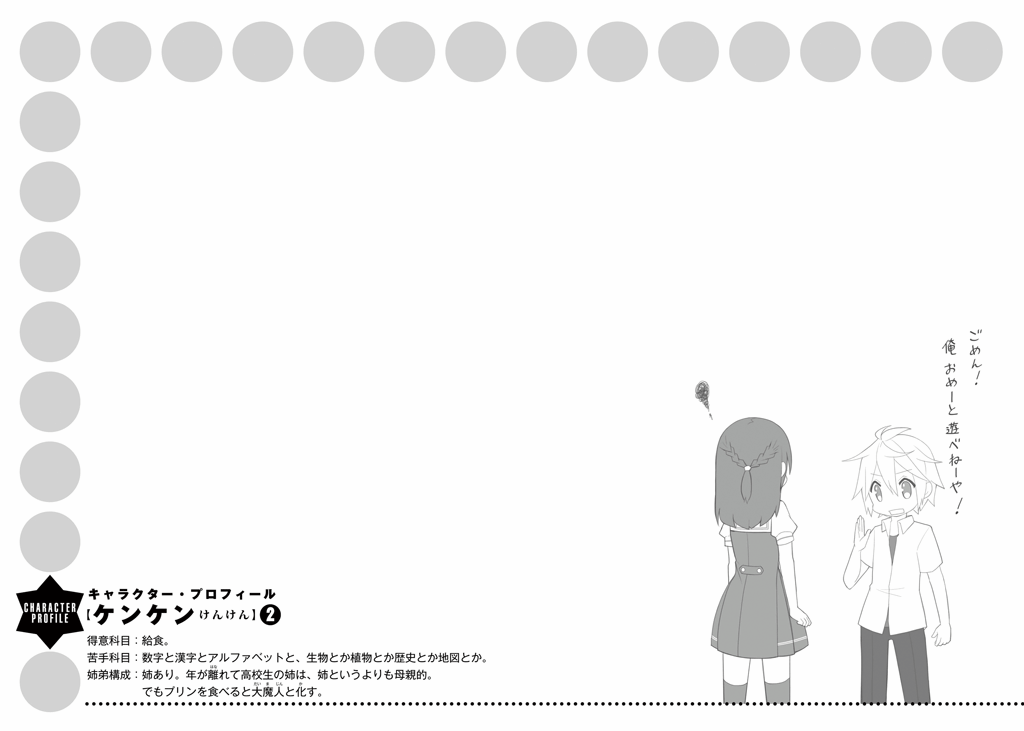 ごめん！
俺 おめーと遊べねーや！
CHARACTER
PROFILE
キャラクター・プロフィール
【ケンケン けんけん】❷
得意科目：給食。
苦手科目：数字と漢字とアルファベットと、生物とか植物とか歴史とか地図とか。
姉弟構成：姉あり。年が離れて高校生の姉は、姉というよりも母親的。
でもプリンを食べると大魔人と化す。